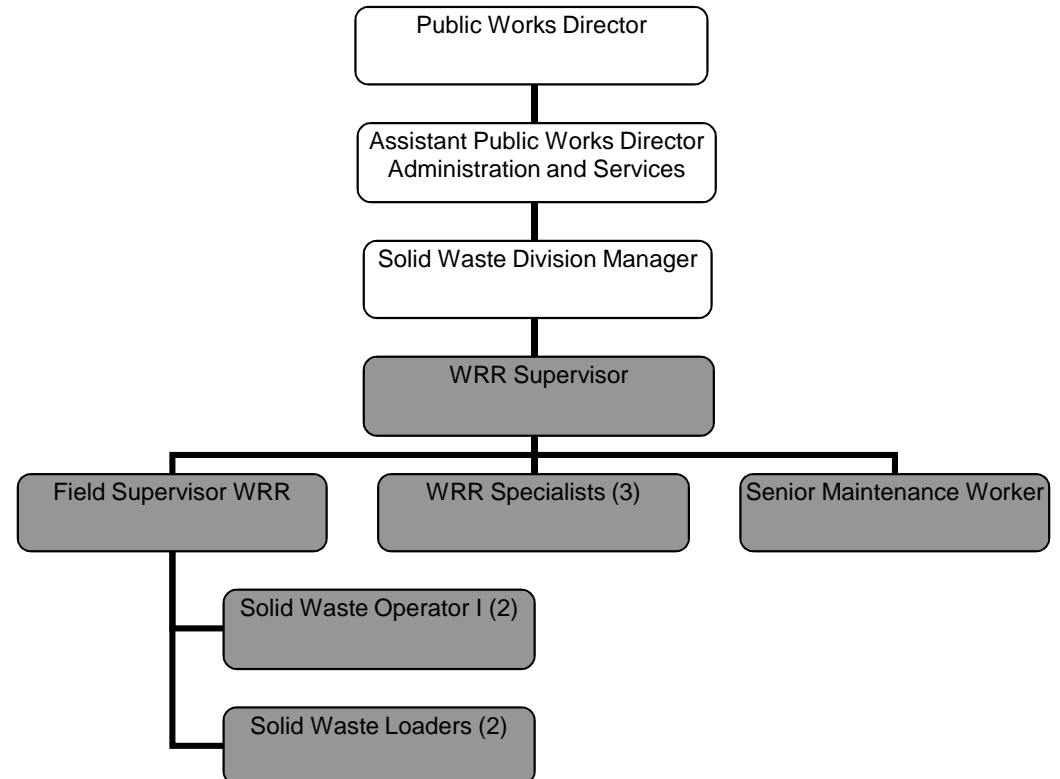 Public Works Director
Assistant Public Works Director
Administration and Services
Solid Waste Division Manager
WRR Supervisor
Field Supervisor WRR
WRR Specialists (3)
Senior Maintenance Worker
Solid Waste Operator I (2)
Solid Waste Loaders (2)